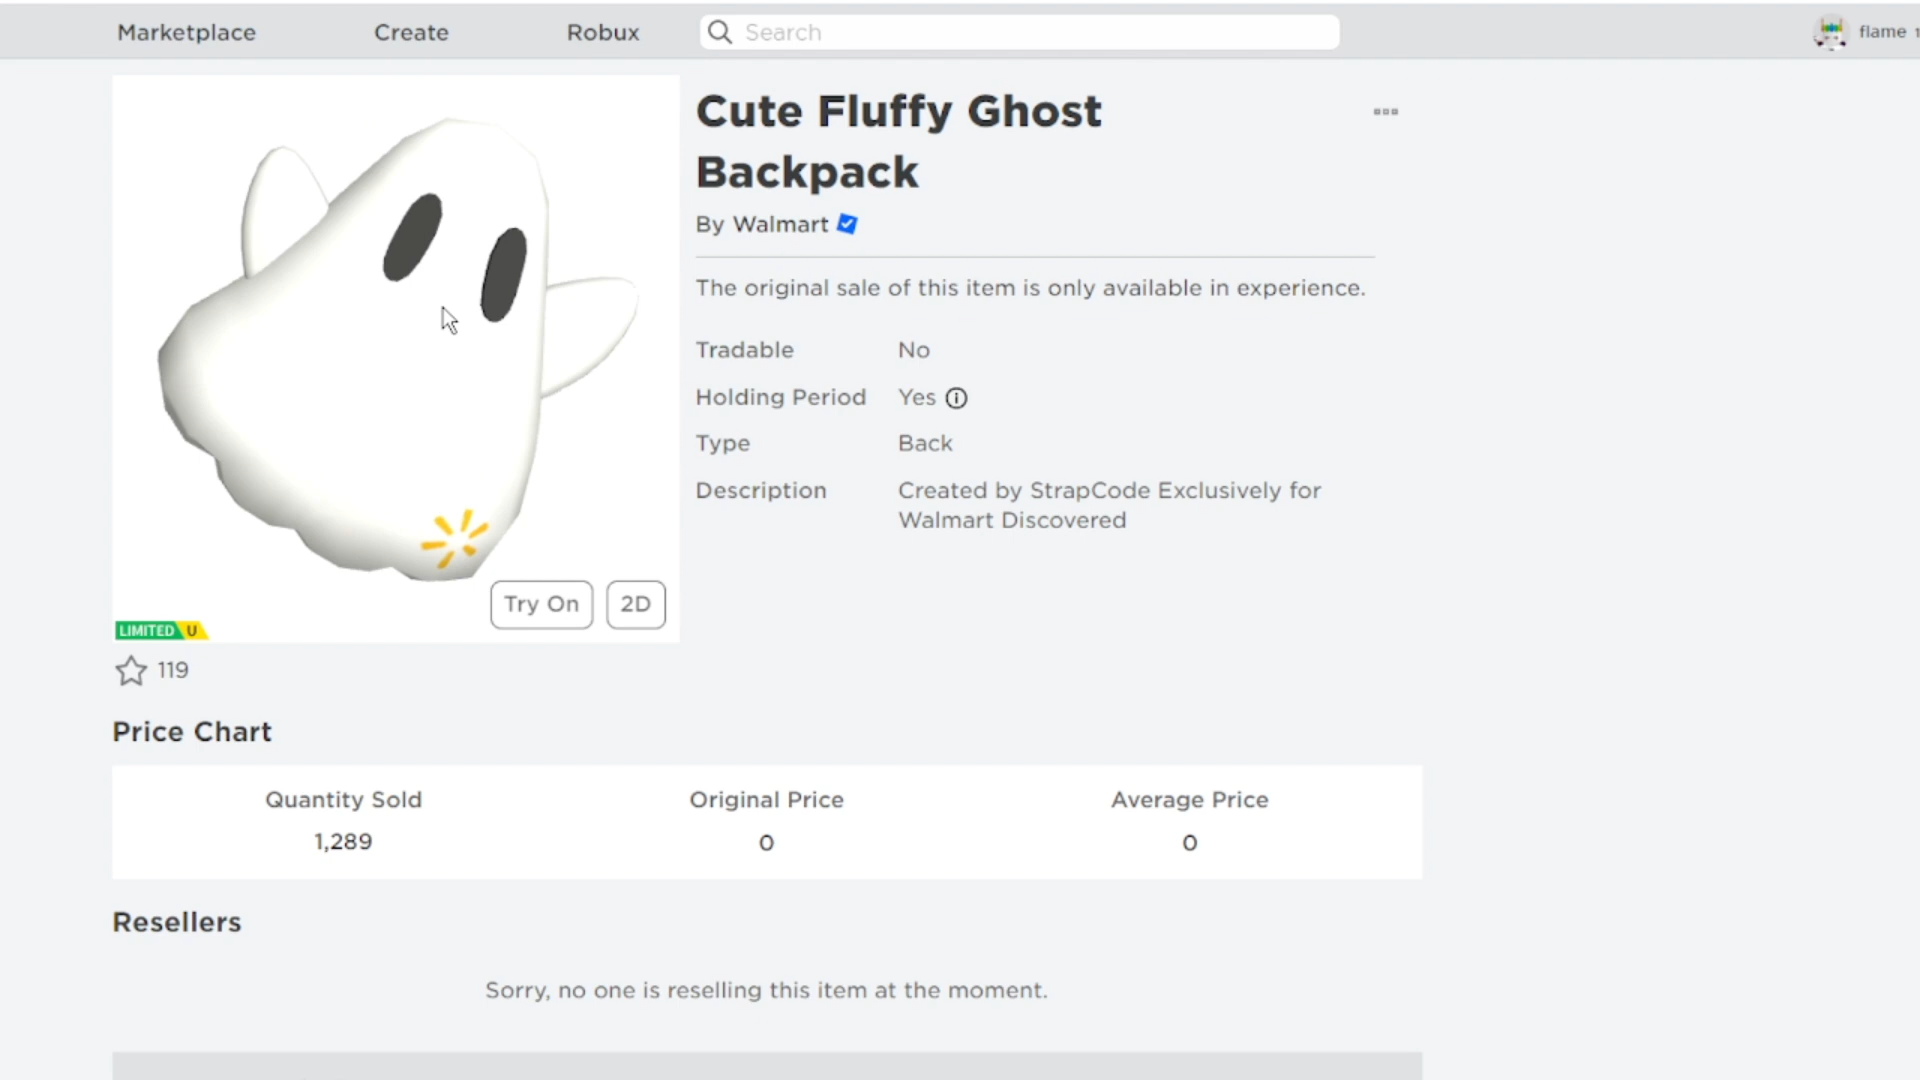 Marketplace
Create
Robux
Search
flame
Cute Fluffy Ghost
Backpack
By Walmart
The original sale of this item is only available in experience.
Tradable No
Holding Period Yes
Type Back
Description Created by StrapCode Exclusively for
Walmart Discovered
Try On
2D
LIMITED U
119
Price Chart
Quantity Sold
Original Price
Average Price
1,289
0
0
Resellers
Sorry, no one is reselling this item at the moment.